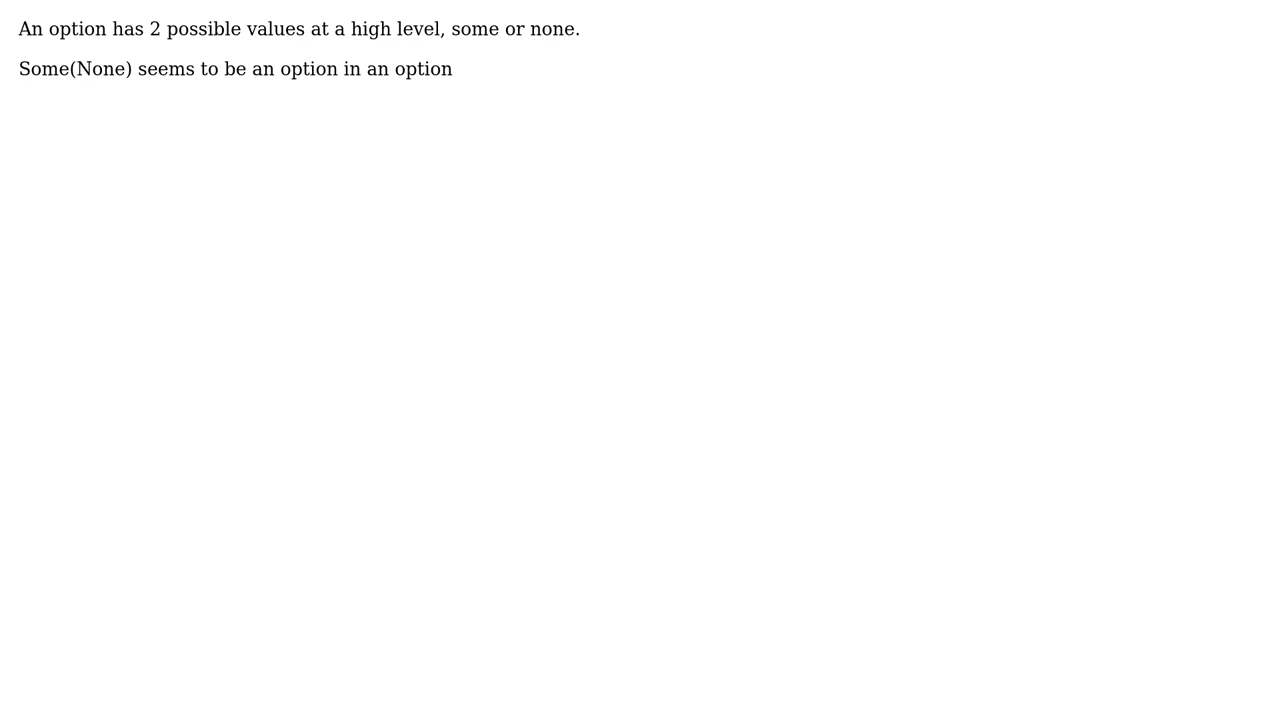 An option has 2 possible values at a high level, some or none.
Some(None) seems to be an option in an option